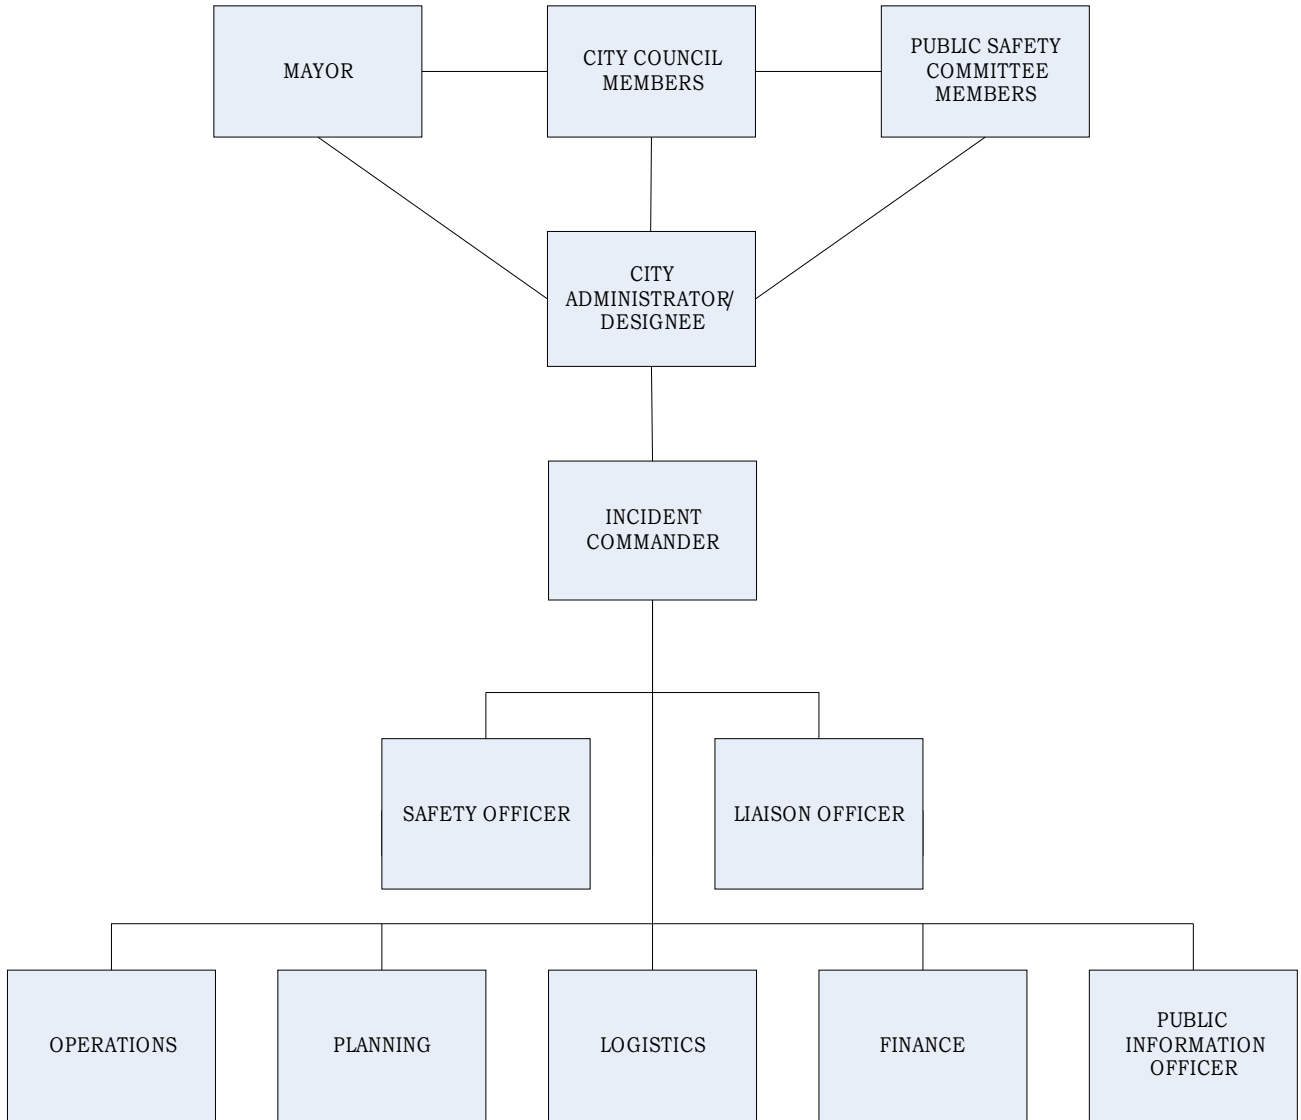 MAYOR
CITY COUNCIL
MEMBERS
PUBLIC SAFETY
COMMITTEE
MEMBERS
CITY
ADMINISTRATOR/
DESIGNEE
INCIDENT
COMMANDER
SAFETY OFFICER
LIAISON OFFICER
OPERATIONS
PLANNING
LOGISTICS
FINANCE
PUBLIC
INFORMATION
OFFICER